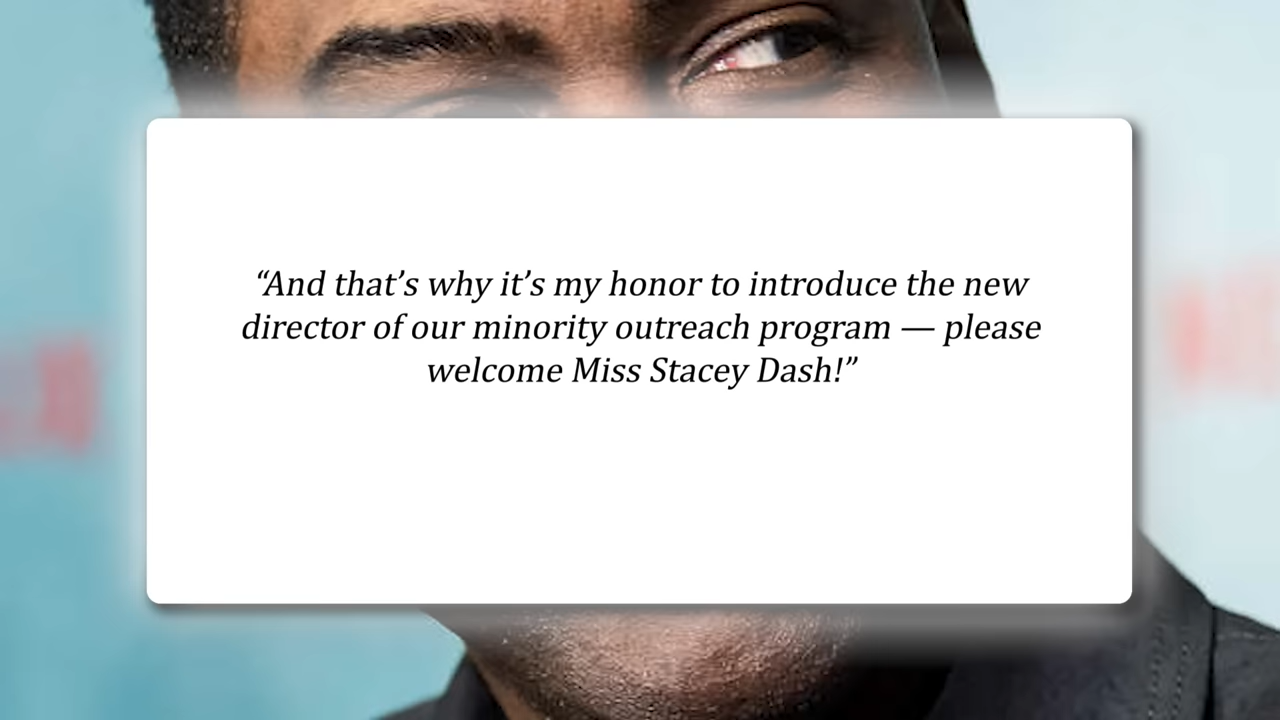 “And that’s why it’s my honor to introduce the new
director of our minority outreach program — please
welcome Miss Stacey Dash!”